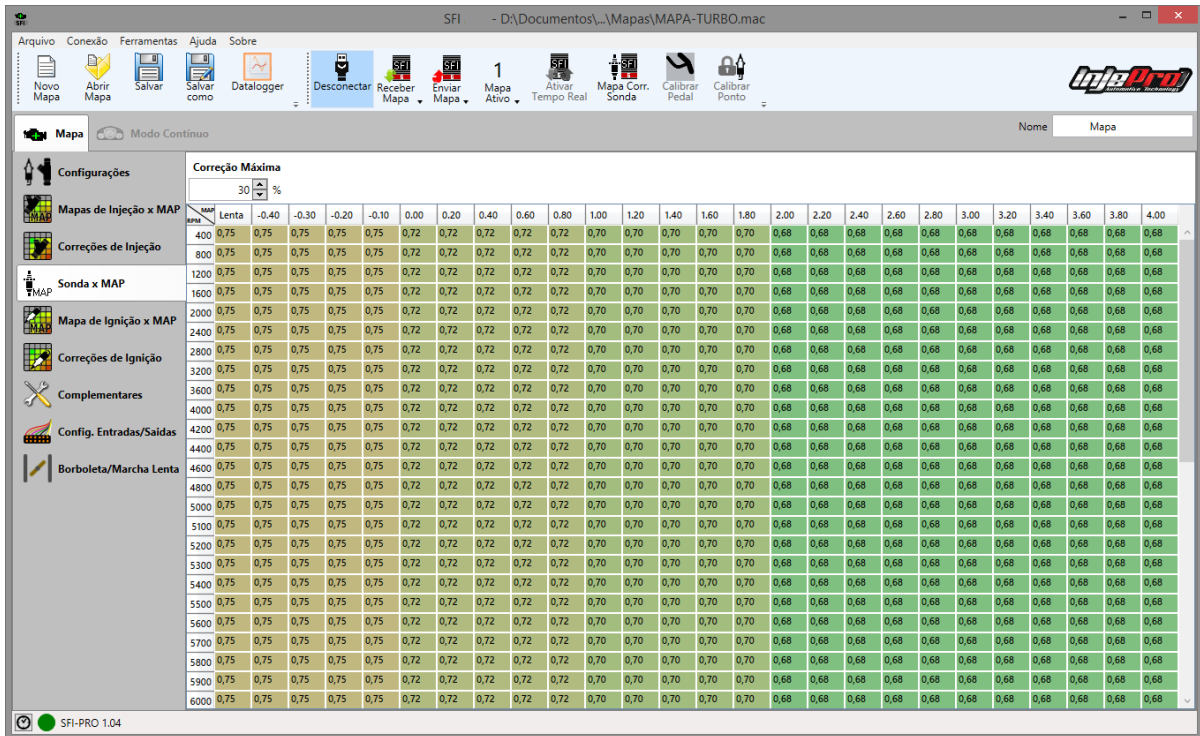 SFI - D:\Documentos\...\Mapas\MAPA-TURBO.mac
Arquivo Conexão Ferramentas Ajuda Sobre
Novo Mapa Abrir Mapa Salvar Salvar como Datalogger Desconectar Receber Mapa Enviar Mapa 1 Mapa Ativo Ativar Tempo Real Mapa Corr. Sonda Calibrar Pedal Calibrar Ponto InjePro Automotive Technology
Mapa Modo Contínuo Nome Mapa
Configurações
Mapas de Injeção x MAP
Correções de Injeção
Sonda x MAP
Mapa de Ignição x MAP
Correções de Ignição
Complementares
Config. Entradas/Saidas
Borboleta/Marcha Lenta
Correção Máxima
30 %
MAP RPM Lenta -0.40 -0.30 -0.20 -0.10 0.00 0.20 0.40 0.60 0.80 1.00 1.20 1.40 1.60 1.80 2.00 2.20 2.40 2.60 2.80 3.00 3.20 3.40 3.60 3.80 4.00
400 0,75 0,75 0,75 0,75 0,75 0,72 0,72 0,72 0,72 0,72 0,70 0,70 0,70 0,70 0,70 0,68 0,68 0,68 0,68 0,68 0,68 0,68 0,68 0,68 0,68 0,68
800 0,75 0,75 0,75 0,75 0,75 0,72 0,72 0,72 0,72 0,72 0,70 0,70 0,70 0,70 0,70 0,68 0,68 0,68 0,68 0,68 0,68 0,68 0,68 0,68 0,68 0,68
1200 0,75 0,75 0,75 0,75 0,75 0,72 0,72 0,72 0,72 0,72 0,70 0,70 0,70 0,70 0,70 0,68 0,68 0,68 0,68 0,68 0,68 0,68 0,68 0,68 0,68 0,68
1600 0,75 0,75 0,75 0,75 0,75 0,72 0,72 0,72 0,72 0,72 0,70 0,70 0,70 0,70 0,70 0,68 0,68 0,68 0,68 0,68 0,68 0,68 0,68 0,68 0,68 0,68
2000 0,75 0,75 0,75 0,75 0,75 0,72 0,72 0,72 0,72 0,72 0,70 0,70 0,70 0,70 0,70 0,68 0,68 0,68 0,68 0,68 0,68 0,68 0,68 0,68 0,68 0,68
2400 0,75 0,75 0,75 0,75 0,75 0,72 0,72 0,72 0,72 0,72 0,70 0,70 0,70 0,70 0,70 0,68 0,68 0,68 0,68 0,68 0,68 0,68 0,68 0,68 0,68 0,68
2800 0,75 0,75 0,75 0,75 0,75 0,72 0,72 0,72 0,72 0,72 0,70 0,70 0,70 0,70 0,70 0,68 0,68 0,68 0,68 0,68 0,68 0,68 0,68 0,68 0,68 0,68
3200 0,75 0,75 0,75 0,75 0,75 0,72 0,72 0,72 0,72 0,72 0,70 0,70 0,70 0,70 0,70 0,68 0,68 0,68 0,68 0,68 0,68 0,68 0,68 0,68 0,68 0,68
3600 0,75 0,75 0,75 0,75 0,75 0,72 0,72 0,72 0,72 0,72 0,70 0,70 0,70 0,70 0,70 0,68 0,68 0,68 0,68 0,68 0,68 0,68 0,68 0,68 0,68 0,68
4000 0,75 0,75 0,75 0,75 0,75 0,72 0,72 0,72 0,72 0,72 0,70 0,70 0,70 0,70 0,70 0,68 0,68 0,68 0,68 0,68 0,68 0,68 0,68 0,68 0,68 0,68
4200 0,75 0,75 0,75 0,75 0,75 0,72 0,72 0,72 0,72 0,72 0,70 0,70 0,70 0,70 0,70 0,68 0,68 0,68 0,68 0,68 0,68 0,68 0,68 0,68 0,68 0,68
4400 0,75 0,75 0,75 0,75 0,75 0,72 0,72 0,72 0,72 0,72 0,70 0,70 0,70 0,70 0,70 0,68 0,68 0,68 0,68 0,68 0,68 0,68 0,68 0,68 0,68 0,68
4600 0,75 0,75 0,75 0,75 0,75 0,72 0,72 0,72 0,72 0,72 0,70 0,70 0,70 0,70 0,70 0,68 0,68 0,68 0,68 0,68 0,68 0,68 0,68 0,68 0,68 0,68
4800 0,75 0,75 0,75 0,75 0,75 0,72 0,72 0,72 0,72 0,72 0,70 0,70 0,70 0,70 0,70 0,68 0,68 0,68 0,68 0,68 0,68 0,68 0,68 0,68 0,68 0,68
5000 0,75 0,75 0,75 0,75 0,75 0,72 0,72 0,72 0,72 0,72 0,70 0,70 0,70 0,70 0,70 0,68 0,68 0,68 0,68 0,68 0,68 0,68 0,68 0,68 0,68 0,68
5100 0,75 0,75 0,75 0,75 0,75 0,72 0,72 0,72 0,72 0,72 0,70 0,70 0,70 0,70 0,70 0,68 0,68 0,68 0,68 0,68 0,68 0,68 0,68 0,68 0,68 0,68
5200 0,75 0,75 0,75 0,75 0,75 0,72 0,72 0,72 0,72 0,72 0,70 0,70 0,70 0,70 0,70 0,68 0,68 0,68 0,68 0,68 0,68 0,68 0,68 0,68 0,68 0,68
5300 0,75 0,75 0,75 0,75 0,75 0,72 0,72 0,72 0,72 0,72 0,70 0,70 0,70 0,70 0,70 0,68 0,68 0,68 0,68 0,68 0,68 0,68 0,68 0,68 0,68 0,68
5400 0,75 0,75 0,75 0,75 0,75 0,72 0,72 0,72 0,72 0,72 0,70 0,70 0,70 0,70 0,70 0,68 0,68 0,68 0,68 0,68 0,68 0,68 0,68 0,68 0,68 0,68
5500 0,75 0,75 0,75 0,75 0,75 0,72 0,72 0,72 0,72 0,72 0,70 0,70 0,70 0,70 0,70 0,68 0,68 0,68 0,68 0,68 0,68 0,68 0,68 0,68 0,68 0,68
5600 0,75 0,75 0,75 0,75 0,75 0,72 0,72 0,72 0,72 0,72 0,70 0,70 0,70 0,70 0,70 0,68 0,68 0,68 0,68 0,68 0,68 0,68 0,68 0,68 0,68 0,68
5700 0,75 0,75 0,75 0,75 0,75 0,72 0,72 0,72 0,72 0,72 0,70 0,70 0,70 0,70 0,70 0,68 0,68 0,68 0,68 0,68 0,68 0,68 0,68 0,68 0,68 0,68
5800 0,75 0,75 0,75 0,75 0,75 0,72 0,72 0,72 0,72 0,72 0,70 0,70 0,70 0,70 0,70 0,68 0,68 0,68 0,68 0,68 0,68 0,68 0,68 0,68 0,68 0,68
5900 0,75 0,75 0,75 0,75 0,75 0,72 0,72 0,72 0,72 0,72 0,70 0,70 0,70 0,70 0,70 0,68 0,68 0,68 0,68 0,68 0,68 0,68 0,68 0,68 0,68 0,68
6000 0,75 0,75 0,75 0,75 0,75 0,72 0,72 0,72 0,72 0,72 0,70 0,70 0,70 0,70 0,70 0,68 0,68 0,68 0,68 0,68 0,68 0,68 0,68 0,68 0,68 0,68
SFI-PRO 1.04